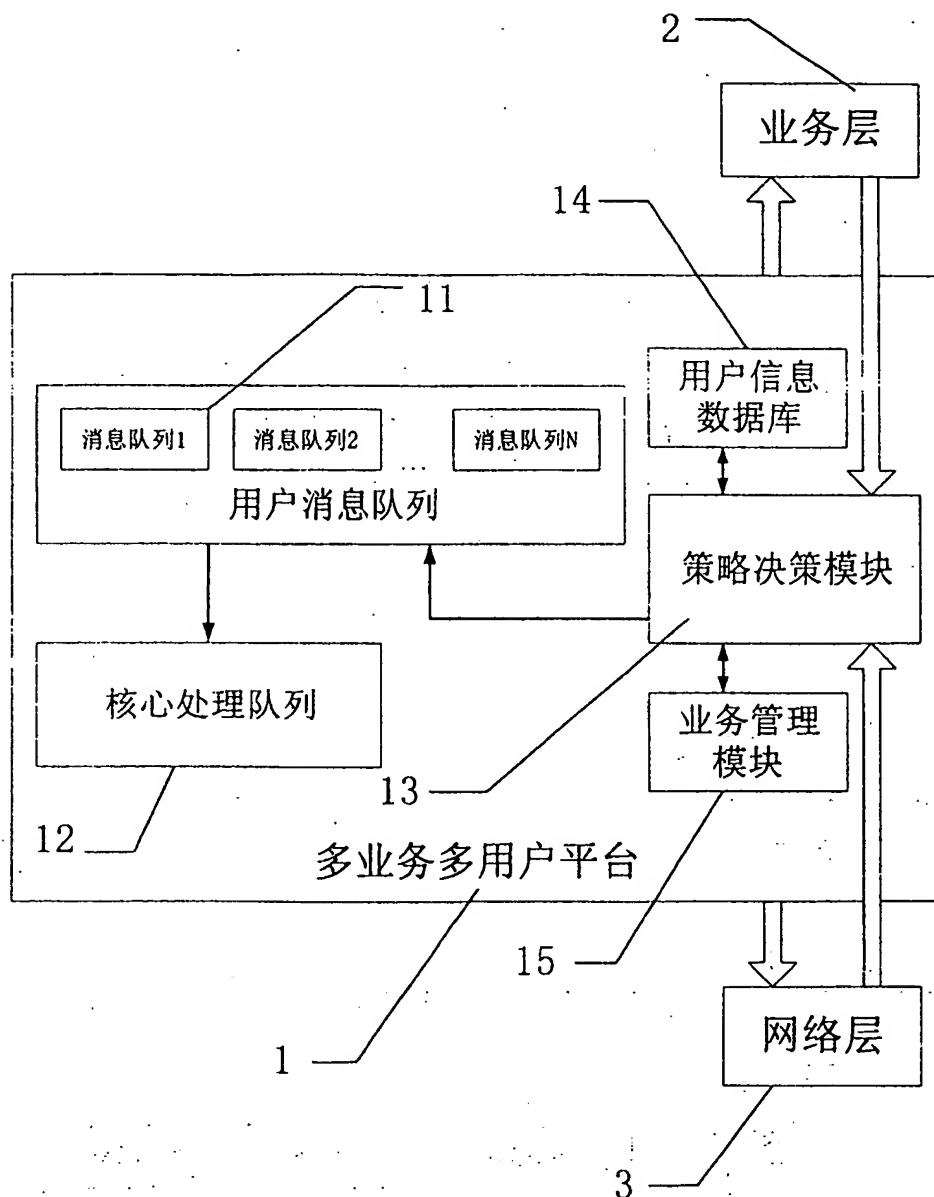 2
业务层
14
11
用户信息
数据库
消息队列1
消息队列2
...
消息队列N
用户消息队列
策略决策模块
核心处理队列
业务管理
模块
13
12
多业务多用户平台
15
网络层
1
3